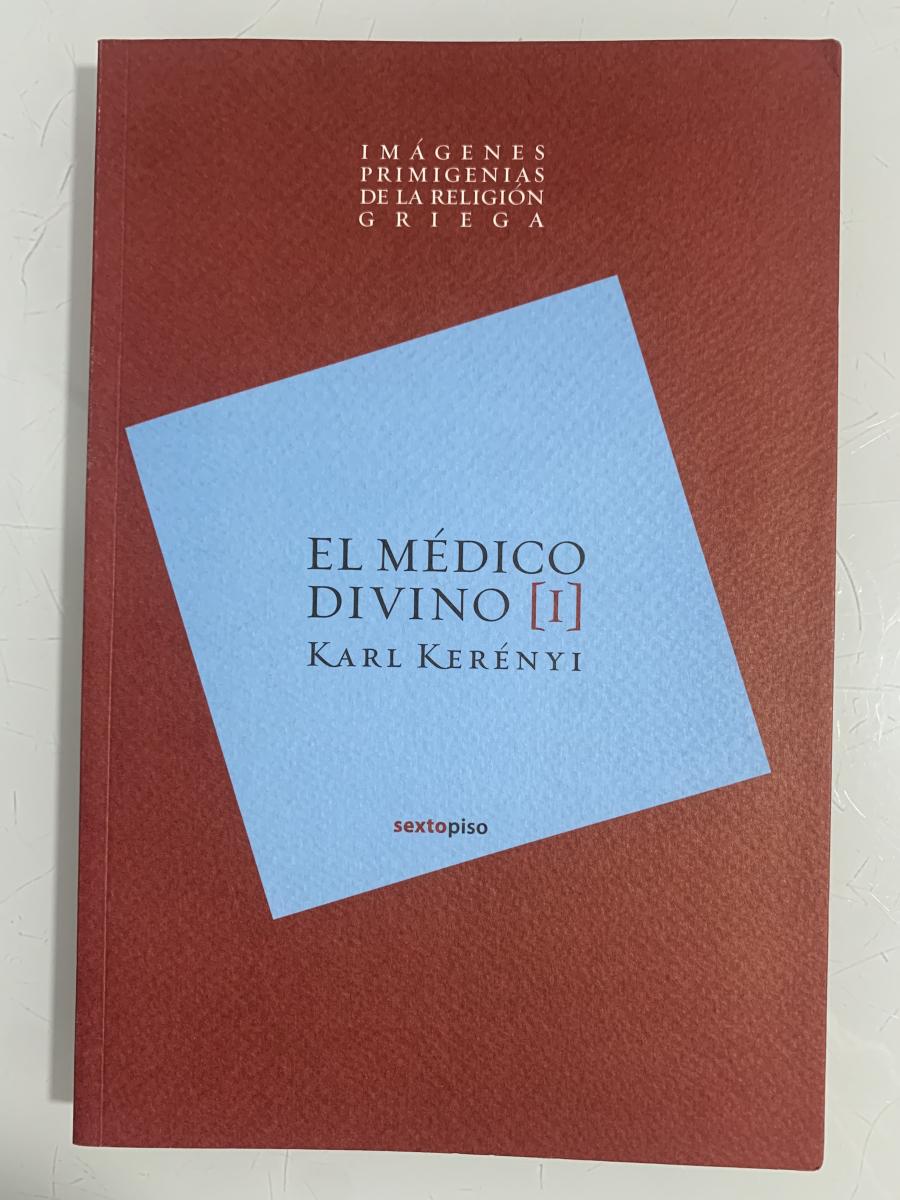 IMÁGENES
PRIMIGENIAS
DE LA RELIGIÓN
GRIEGA
EL MÉDICO
DIVINO [I]
KARL KERÉNYI
sextopiso